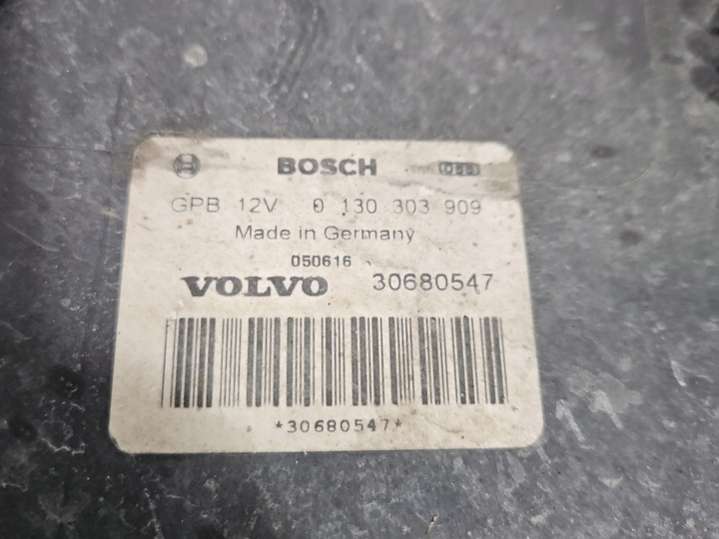 BOSCH
GPB 12V 0 130 303 909
Made in Germany
050616
VOLVO 30680547
*30680547*